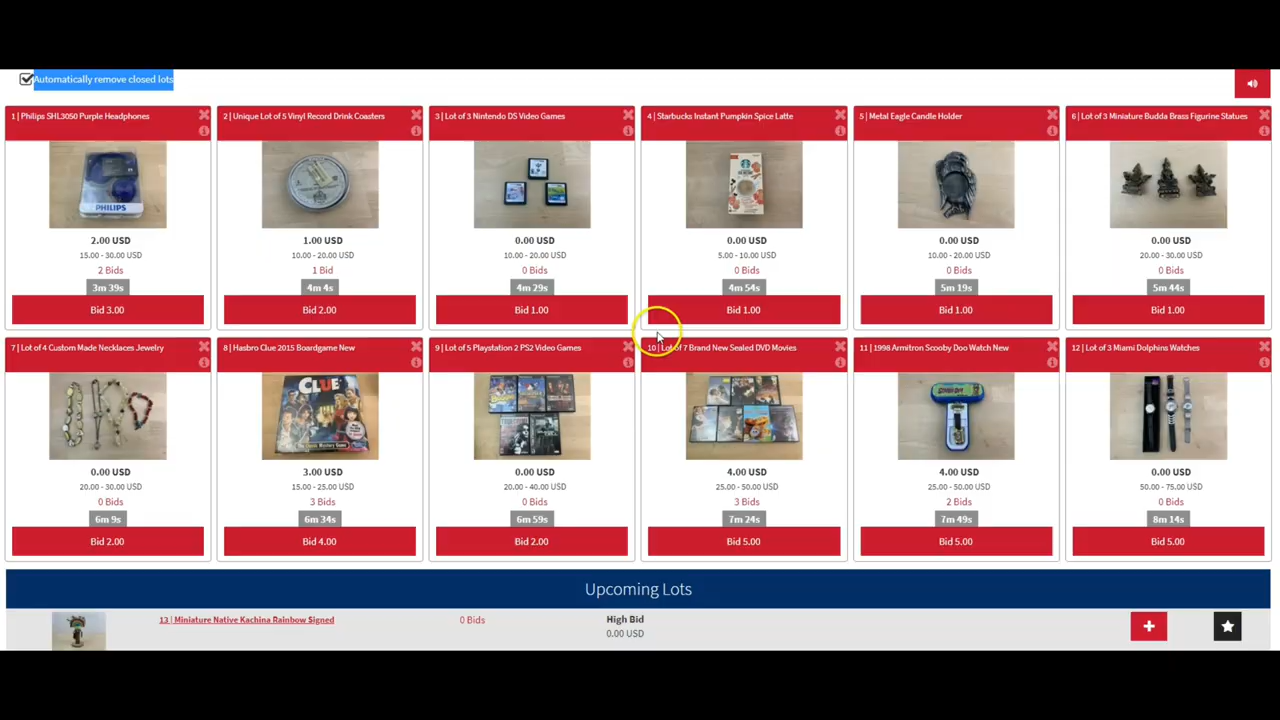 Automatically remove closed lots
1 | Philips SHL3050 Purple Headphones
PHILIPS
2.00 USD
15.00 - 30.00 USD
2 Bids
3m 39s
Bid 3.00
2 | Unique Lot of 5 Vinyl Record Drink Coasters
1.00 USD
10.00 - 20.00 USD
1 Bid
4m 4s
Bid 2.00
3 | Lot of 3 Nintendo DS Video Games
0.00 USD
10.00 - 20.00 USD
0 Bids
4m 29s
Bid 1.00
4 | Starbucks Instant Pumpkin Spice Latte
0.00 USD
5.00 - 10.00 USD
0 Bids
4m 54s
Bid 1.00
5 | Metal Eagle Candle Holder
0.00 USD
10.00 - 20.00 USD
0 Bids
5m 19s
Bid 1.00
6 | Lot of 3 Miniature Budda Brass Figurine Statues
0.00 USD
20.00 - 30.00 USD
0 Bids
5m 44s
Bid 1.00
7 | Lot of 4 Custom Made Necklaces Jewelry
0.00 USD
20.00 - 30.00 USD
0 Bids
6m 9s
Bid 2.00
8 | Hasbro Clue 2015 Boardgame New
CLUE
3.00 USD
15.00 - 25.00 USD
3 Bids
6m 34s
Bid 4.00
9 | Lot of 5 Playstation 2 PS2 Video Games
0.00 USD
20.00 - 40.00 USD
0 Bids
6m 59s
Bid 2.00
10 | Lot of 7 Brand New Sealed DVD Movies
4.00 USD
25.00 - 50.00 USD
3 Bids
7m 24s
Bid 5.00
11 | 1998 Armitron Scooby Doo Watch New
4.00 USD
25.00 - 50.00 USD
2 Bids
7m 49s
Bid 5.00
12 | Lot of 3 Miami Dolphins Watches
0.00 USD
50.00 - 75.00 USD
0 Bids
8m 14s
Bid 5.00
Upcoming Lots
13 | Miniature Native Kachina Rainbow Signed
0 Bids
High Bid
0.00 USD